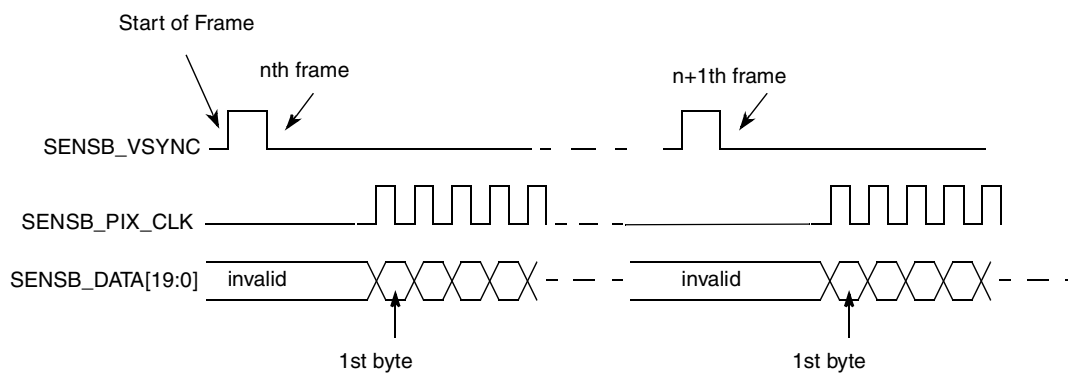 Start of Frame
nth frame
n+1th frame
SENSB_VSYNC
SENSB_PIX_CLK
SENSB_DATA[19:0]
invalid
invalid
1st byte
1st byte